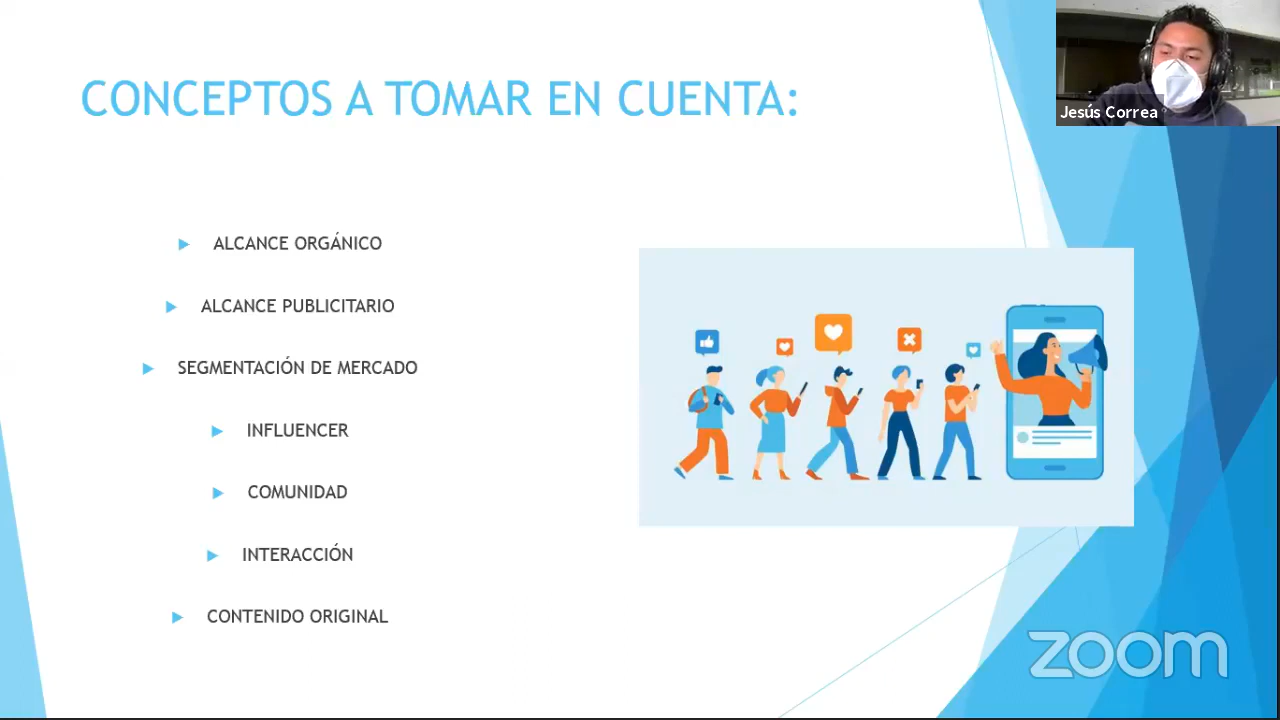 CONCEPTOS A TOMAR EN CUENTA:
Jesús Correa
ALCANCE ORGÁNICO
ALCANCE PUBLICITARIO
SEGMENTACIÓN DE MERCADO
INFLUENCER
COMUNIDAD
INTERACCIÓN
CONTENIDO ORIGINAL
zoom